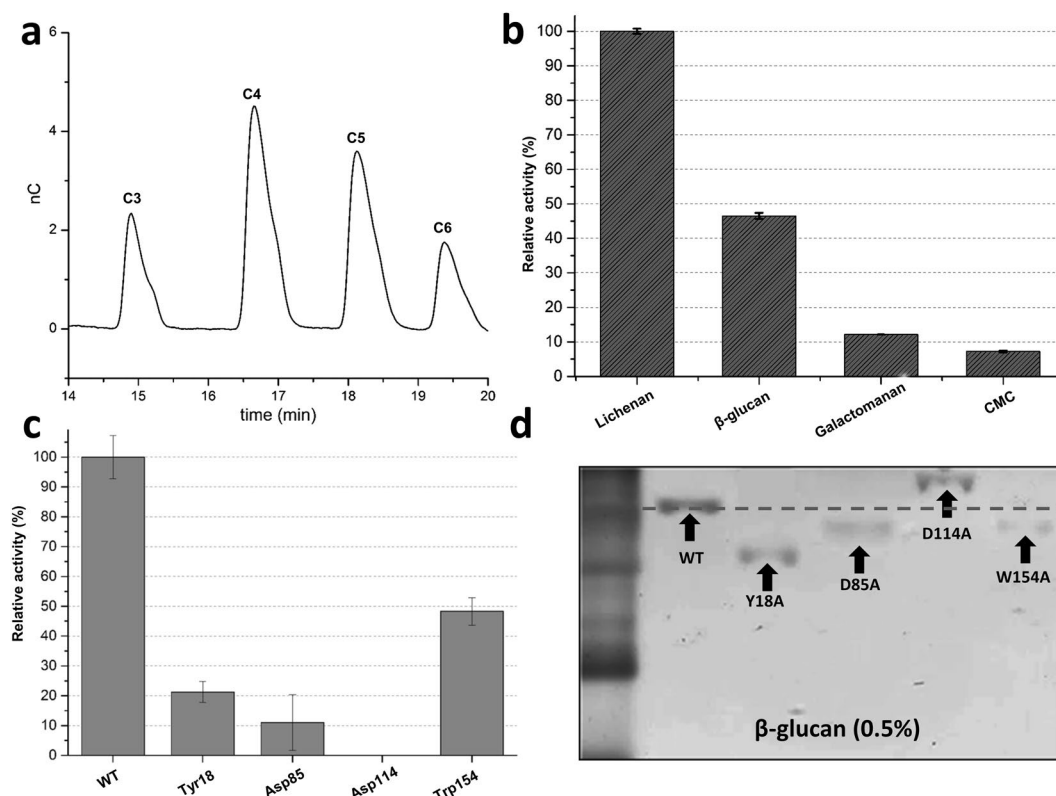 a
6
4
2
0
nC
C3
C4
C5
C6
14 15 16 17 18 19 20
time (min)
b
100
90
80
70
60
50
40
30
20
10
0
Relative activity (%)
Lichenan
β-glucan
Galactomanan
CMC
c
100
90
80
70
60
50
40
30
20
10
0
Relative activity (%)
WT
Tyr18
Asp85
Asp114
Trp154
d
WT
Y18A
D85A
D114A
W154A
β-glucan (0.5%)